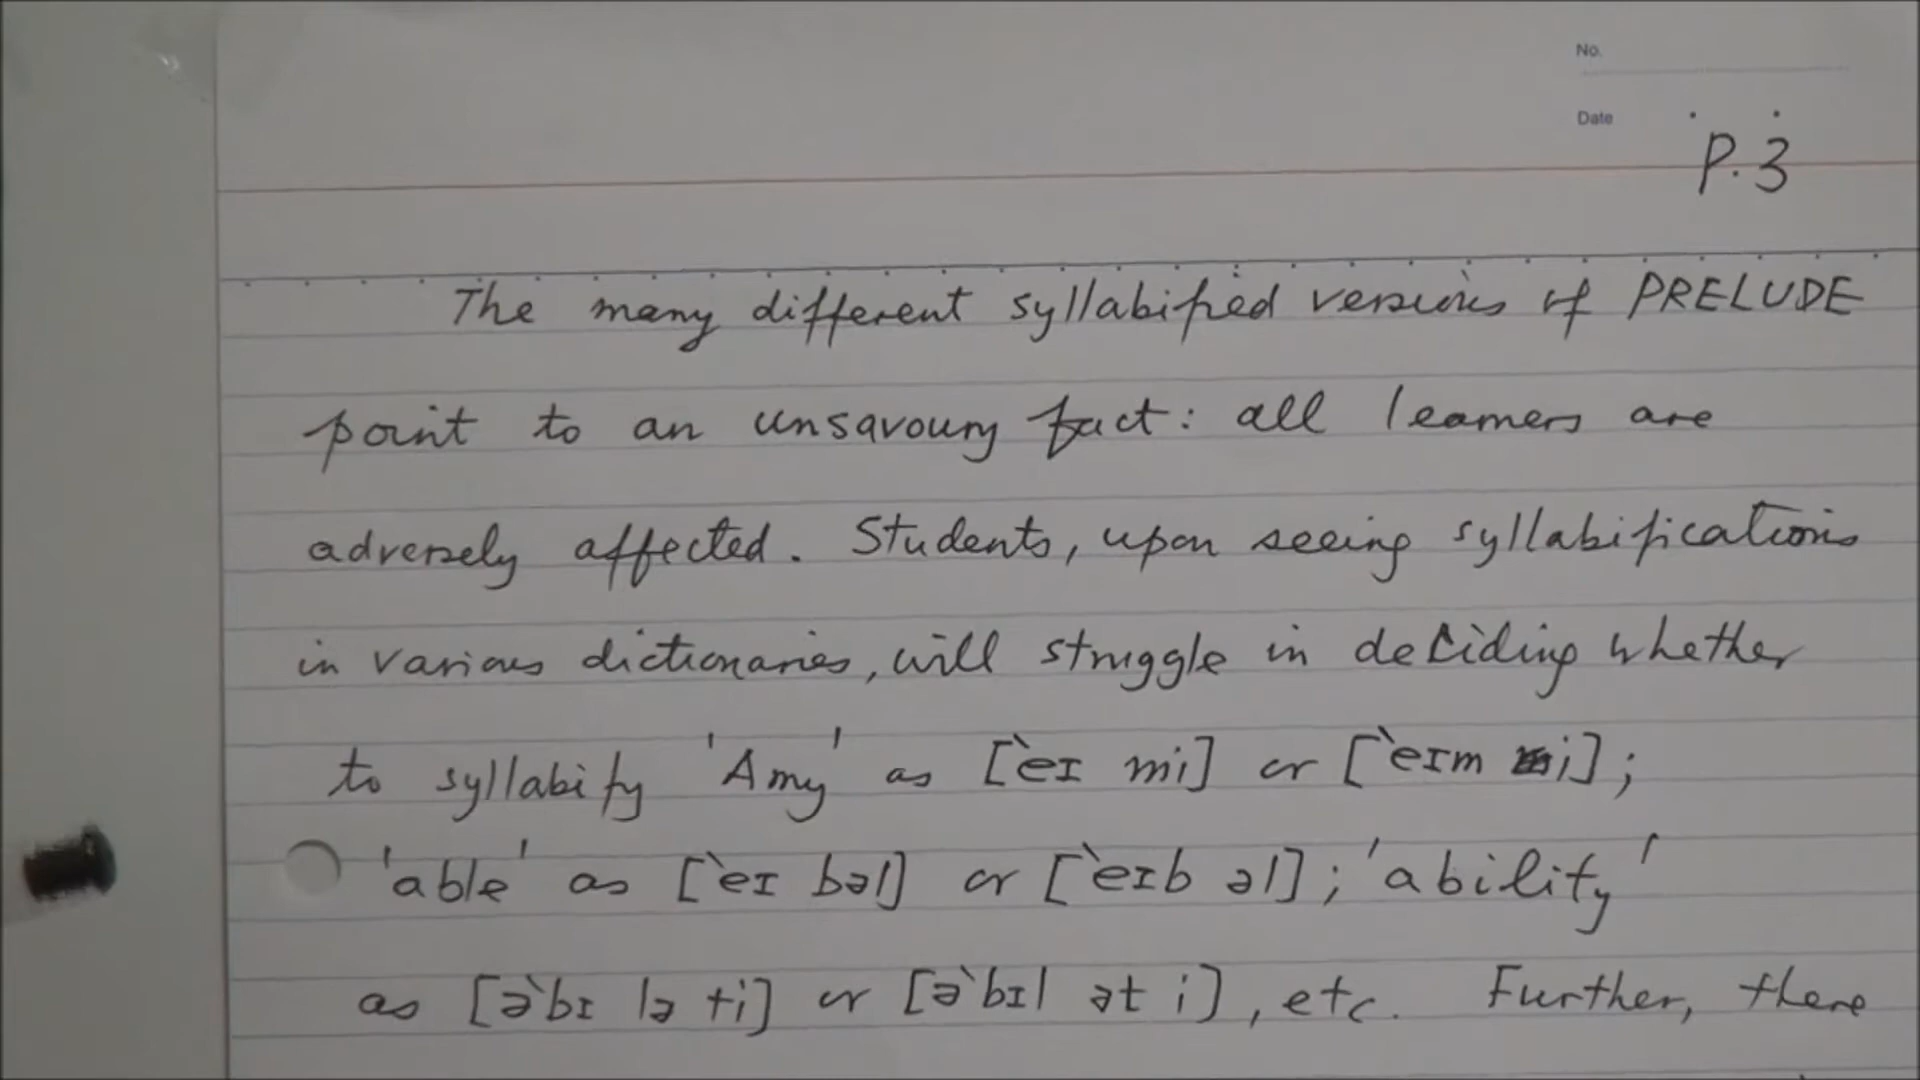 No.
Date
P.3
The many different syllabified versions of PRELUDE
point to an unsavoury fact: all learners are
adversely affected. Students, upon seeing syllabifications
in various dictionaries, will struggle in deciding whether
to syllabify 'Amy' as [ˋeɪ mi] or [ˋeɪm i];
'able' as [ˋeɪ bəl] or [ˋeɪb əl]; 'ability'
as [əˋbɪ lə ti] or [əˋbɪl ət i], etc. Further, there